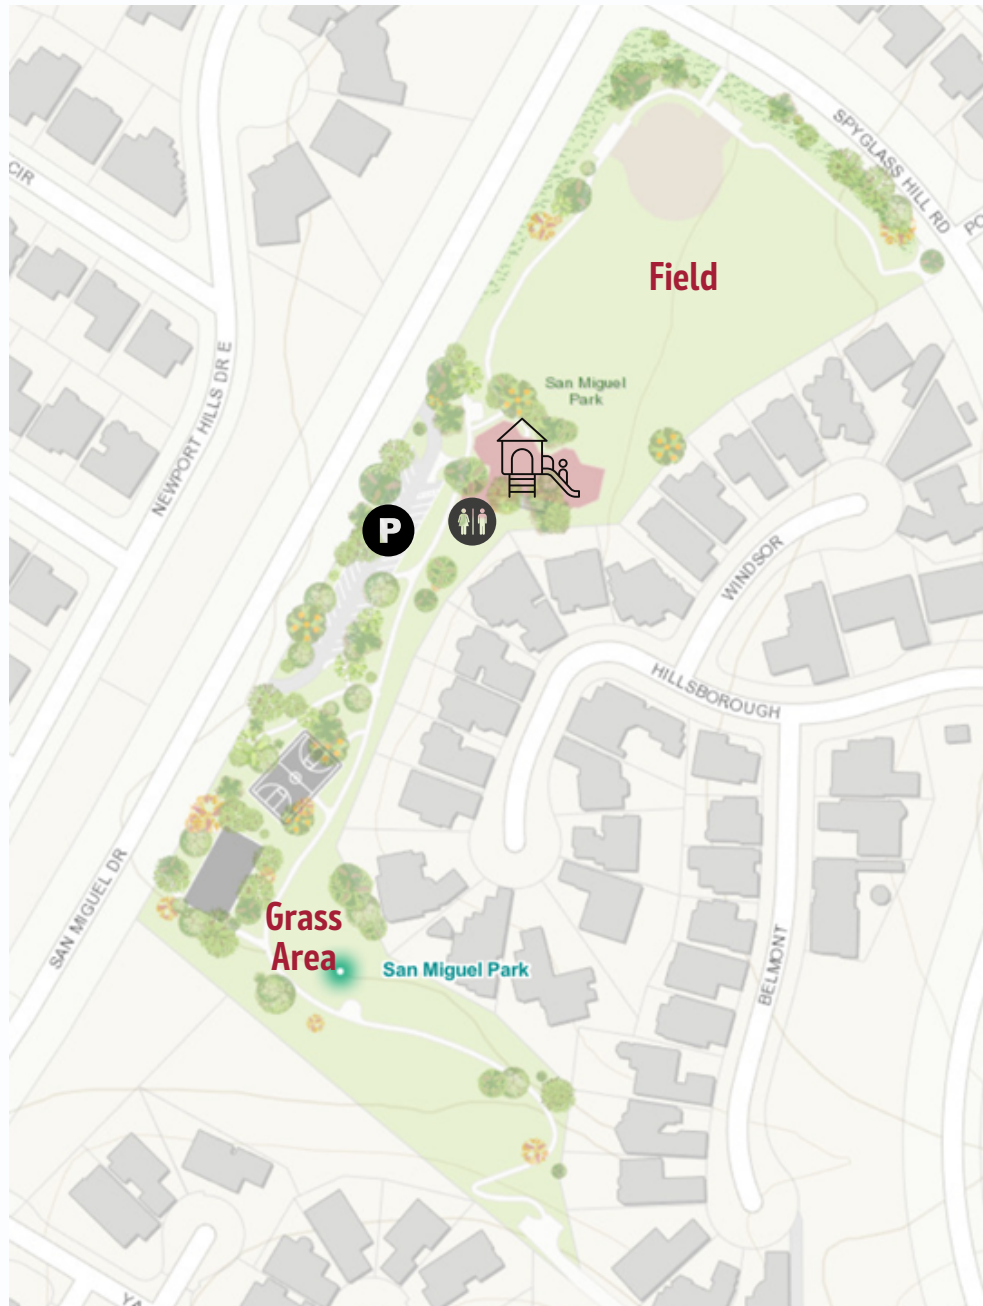 CIR
SPYGLASS HILL RD
PO
Field
NEWPORT HILLS DR E
San Miguel
Park
P
WINDSOR
HILLSBOROUGH
SAN MIGUEL DR
Grass
Area
San Miguel Park
BELMONT
YA